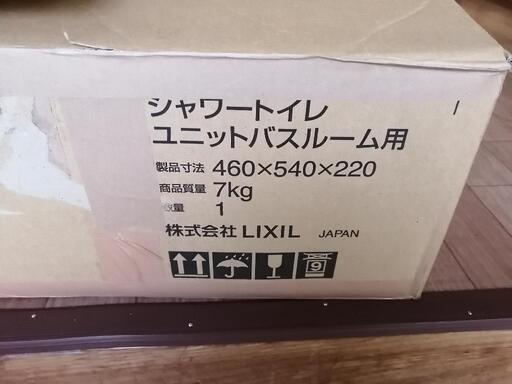 シャワートイレ
ユニットバスルーム用
製品寸法 460×540×220
商品質量 7kg
数量 1
株式会社 LIXIL JAPAN
9